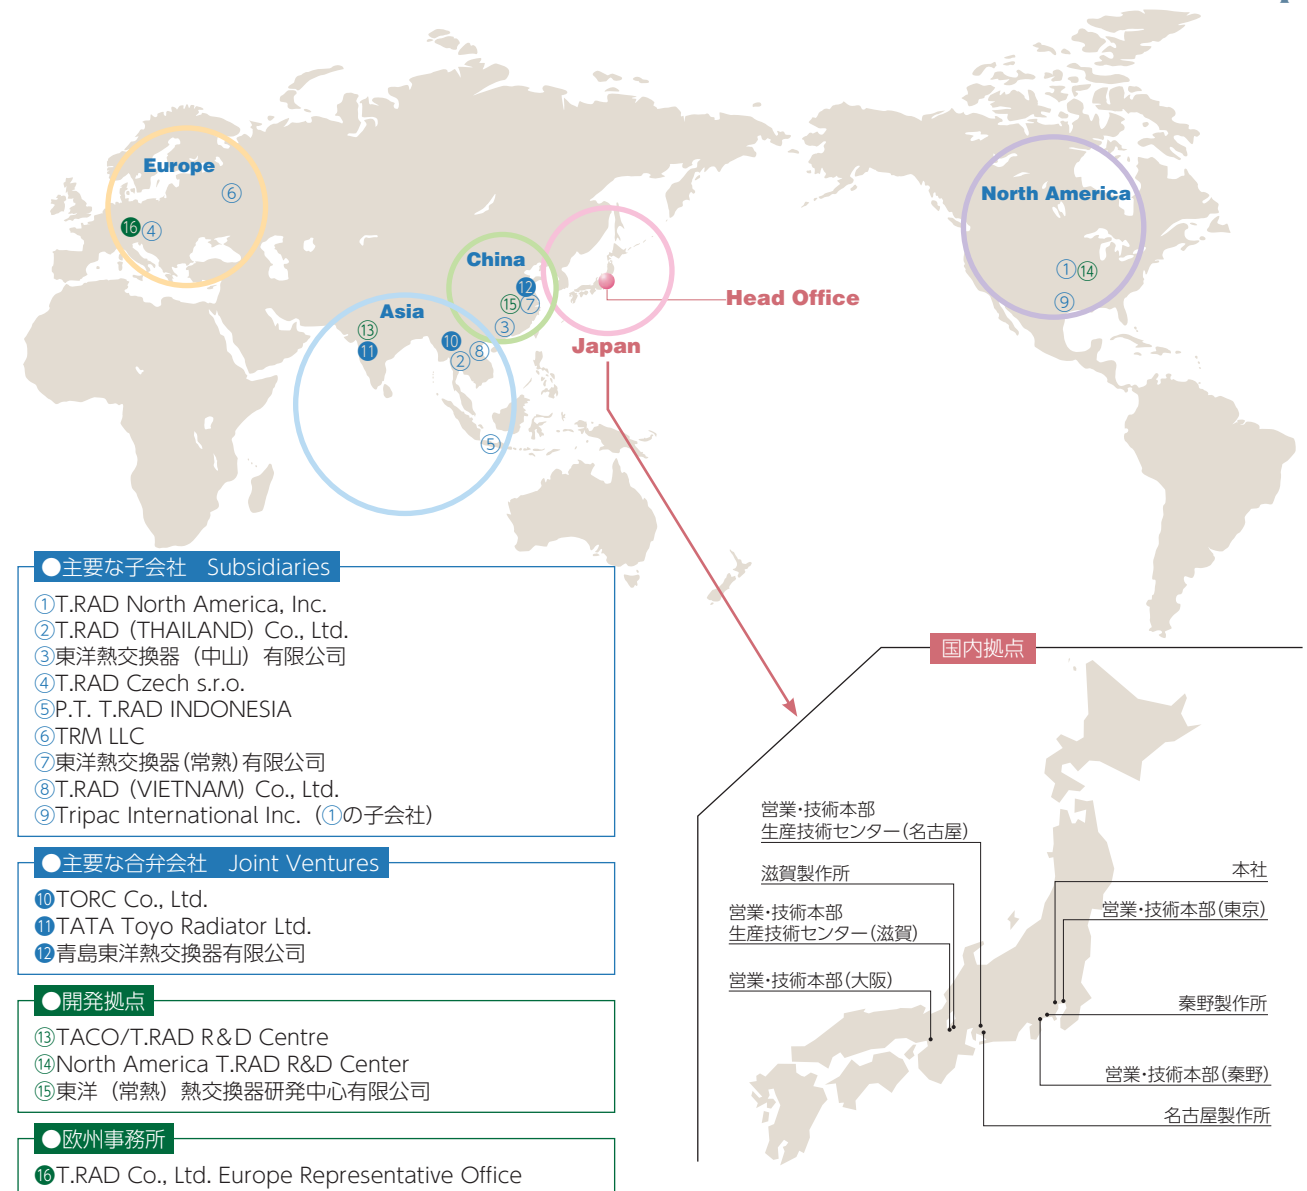 Europe
⑥
⑯④
China
⑫
⑮⑦
③
Asia
⑬
⑪
⑩
⑧
②
⑤
Head Office
Japan
North America
①⑭
⑨
●主要な子会社 Subsidiaries
①T.RAD North America, Inc.
②T.RAD（THAILAND）Co., Ltd.
③東洋熱交換器（中山）有限公司
④T.RAD Czech s.r.o.
⑤P.T. T.RAD INDONESIA
⑥TRM LLC
⑦東洋熱交換器（常熟）有限公司
⑧T.RAD（VIETNAM）Co., Ltd.
⑨Tripac International Inc.（①の子会社）
●主要な合弁会社 Joint Ventures
⑩TORC Co., Ltd.
⑪TATA Toyo Radiator Ltd.
⑫青島東洋熱交換器有限公司
●開発拠点
⑬TACO/T.RAD R＆D Centre
⑭North America T.RAD R&D Center
⑮東洋（常熱）熱交換器研発中心有限公司
●欧州事務所
⑯T.RAD Co., Ltd. Europe Representative Office
国内拠点
営業・技術本部
生産技術センター（名古屋）
滋賀製作所
営業・技術本部
生産技術センター（滋賀）
営業・技術本部（大阪）
本社
営業・技術本部（東京）
秦野製作所
営業・技術本部（秦野）
名古屋製作所